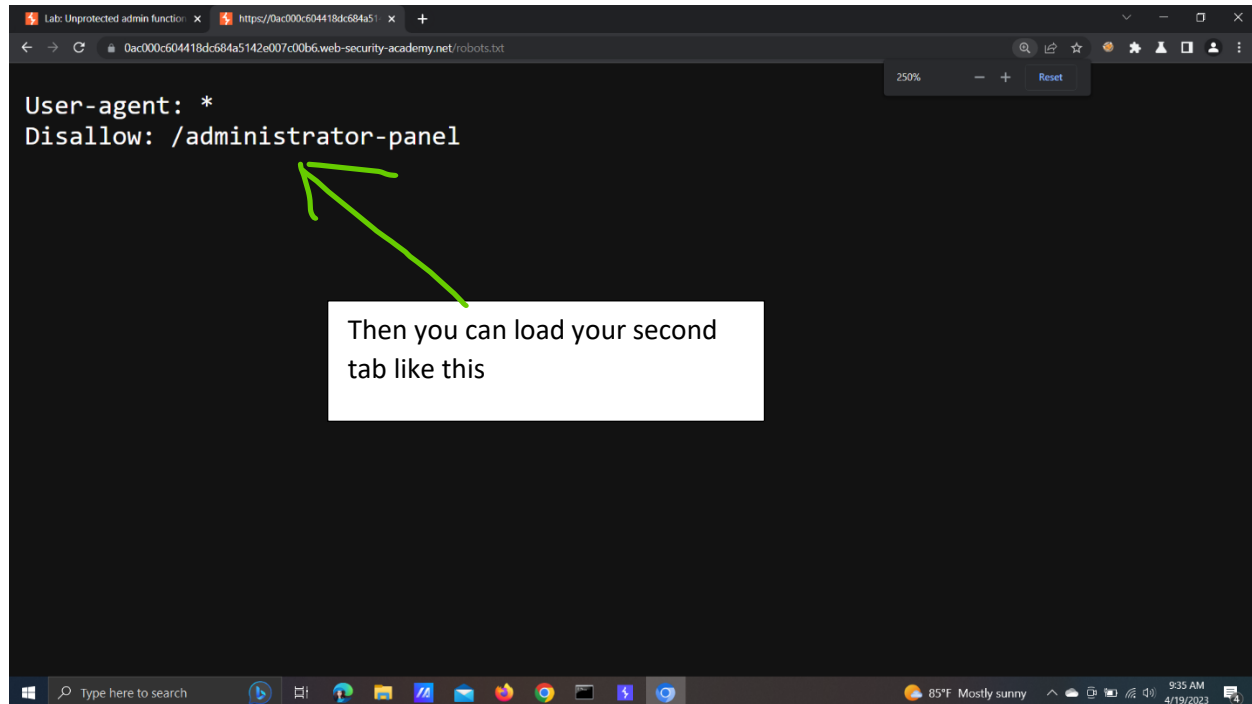 Lab: Unprotected admin function
https://0ac000c604418dc684a51
0ac000c604418dc684a5142e007c00b6.web-security-academy.net/robots.txt
250%
Reset
User-agent: *
Disallow: /administrator-panel
Then you can load your second
tab like this
Type here to search
85°F Mostly sunny
9:35 AM
4/19/2023
4